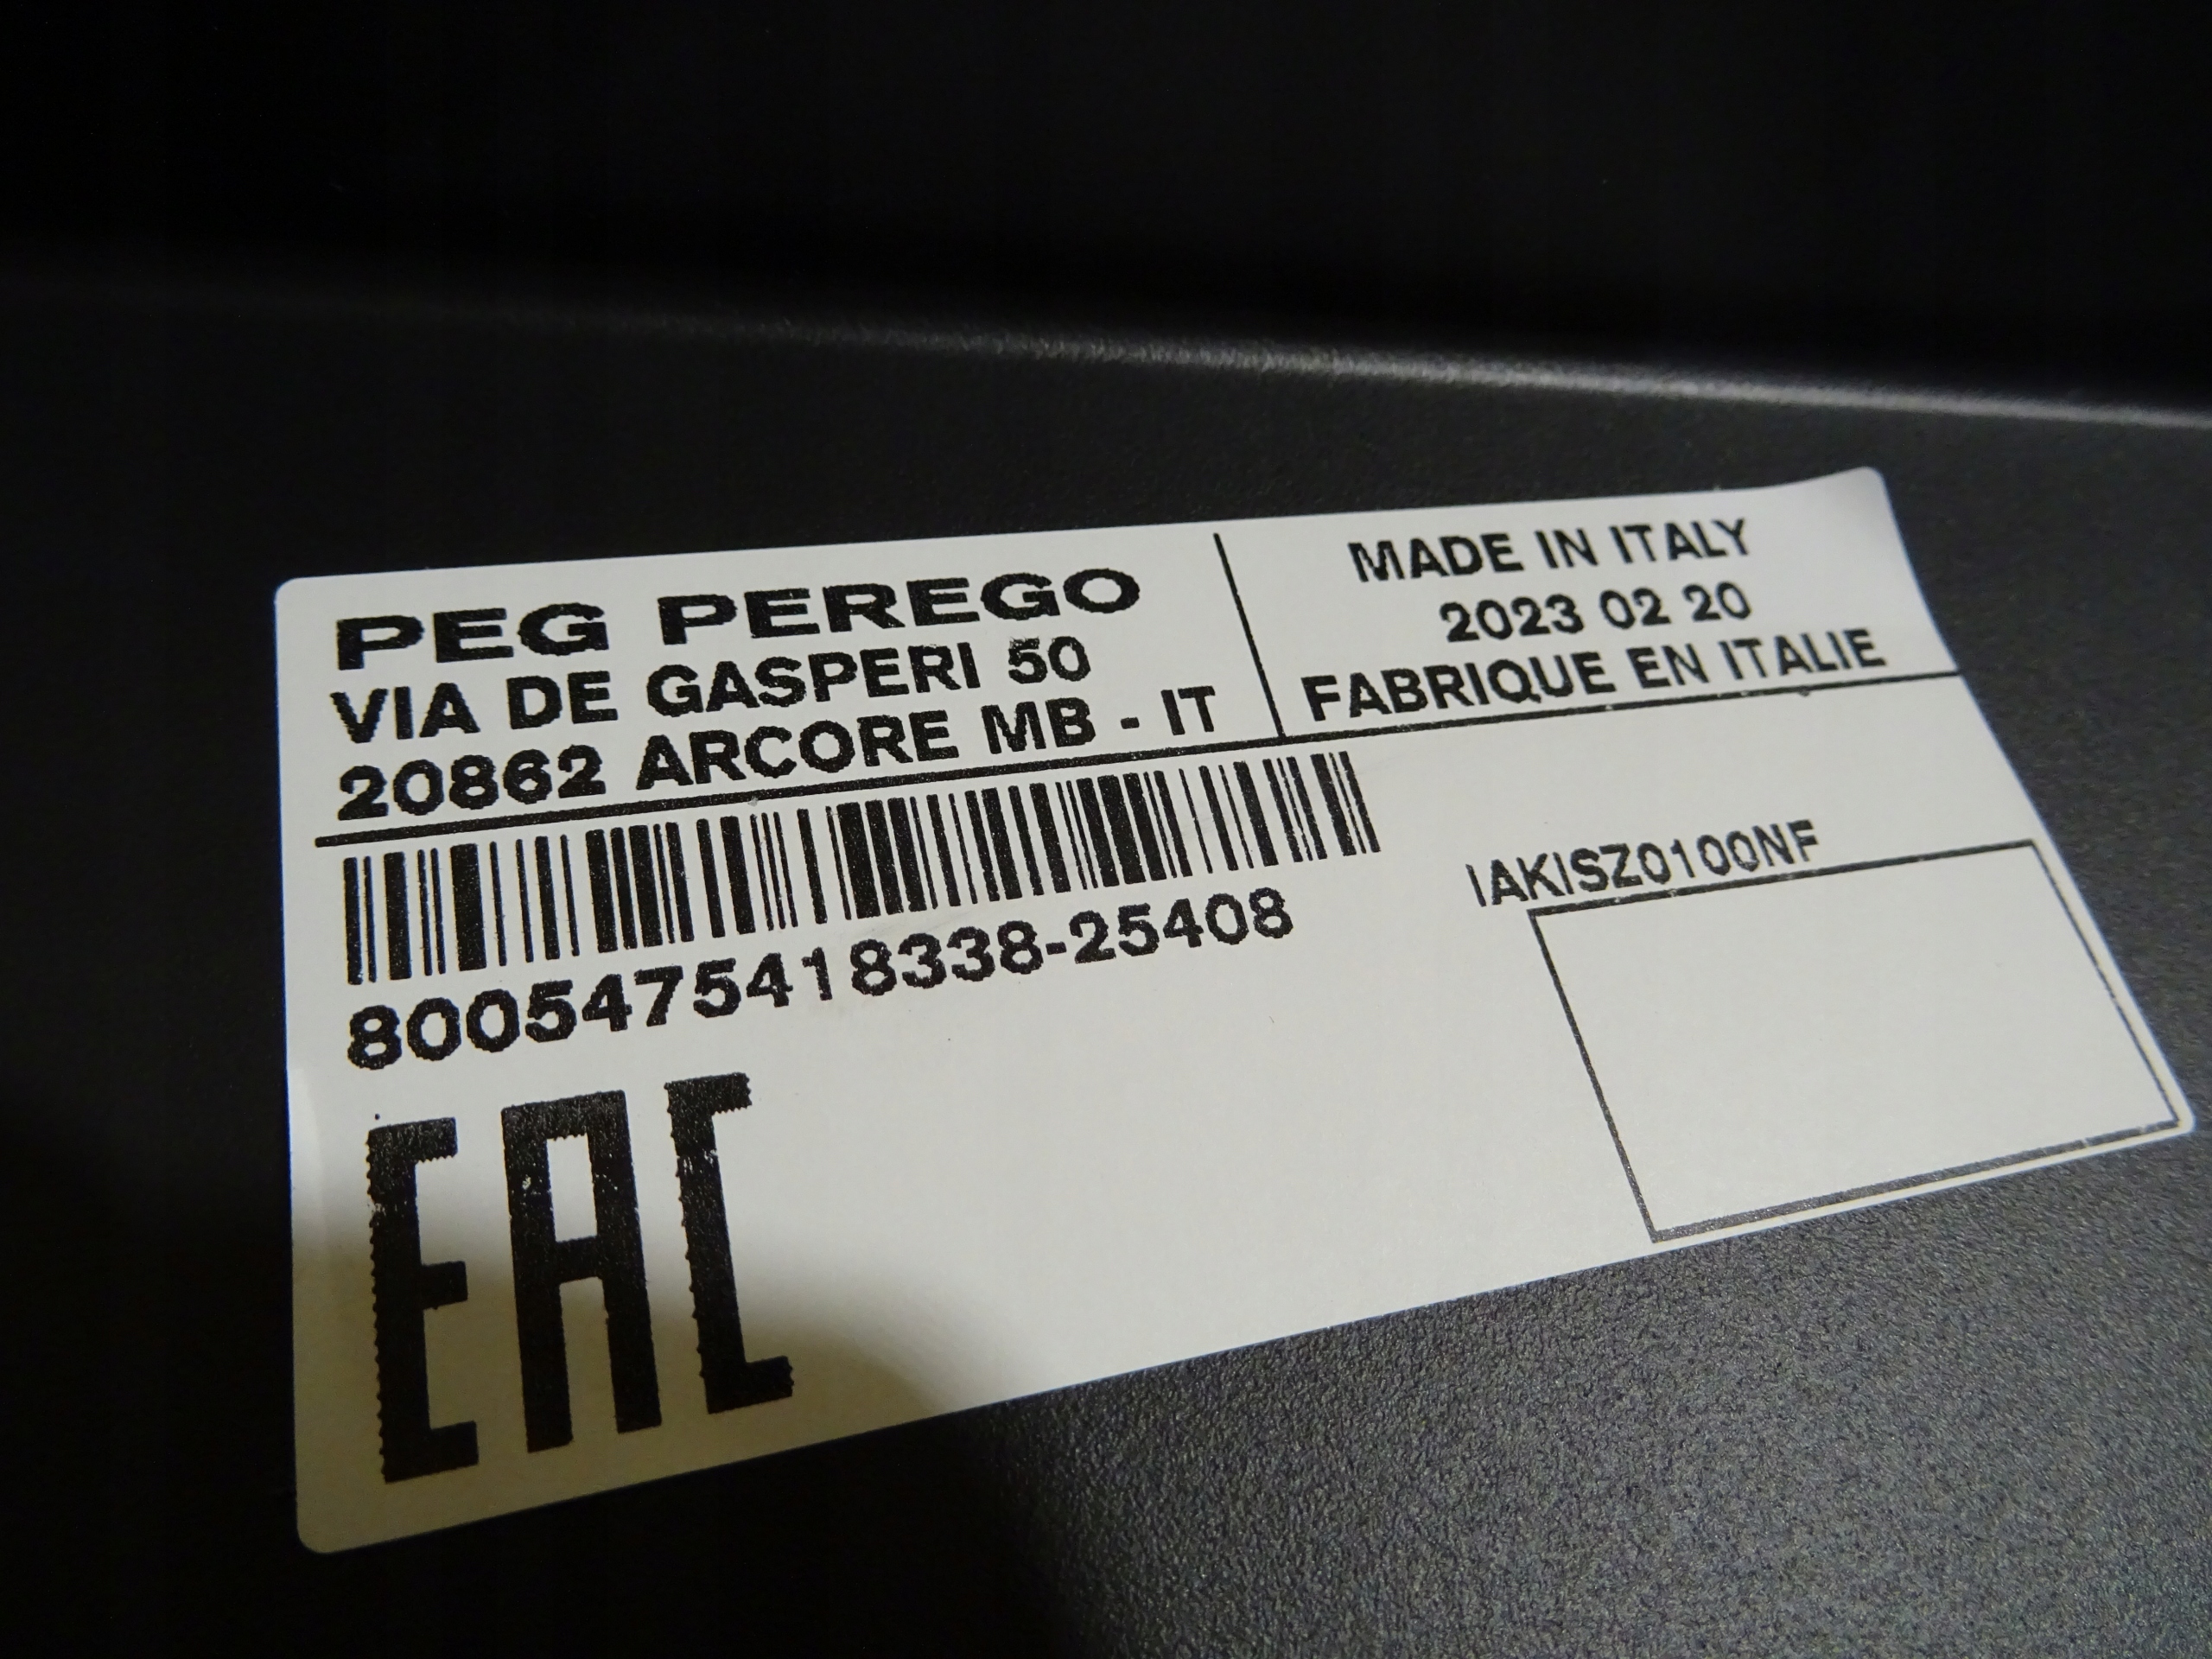 PEG PEREGO
VIA DE GASPERI 50
20862 ARCORE MB - IT
MADE IN ITALY
2023 02 20
FABRIQUE EN ITALIE
8005475418338-25408
IAKISZ0100NF
EAC